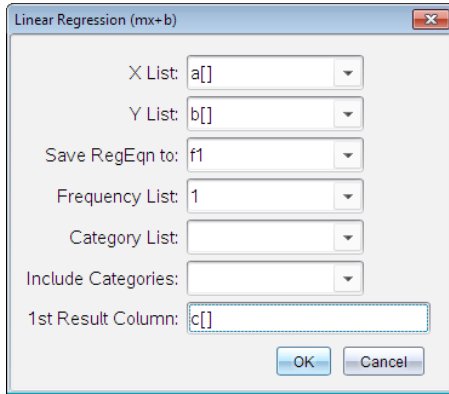 Linear Regression (mx+b)
X List: a[]
Y List: b[]
Save RegEqn to: f1
Frequency List: 1
Category List:
Include Categories:
1st Result Column: c[]
OK Cancel